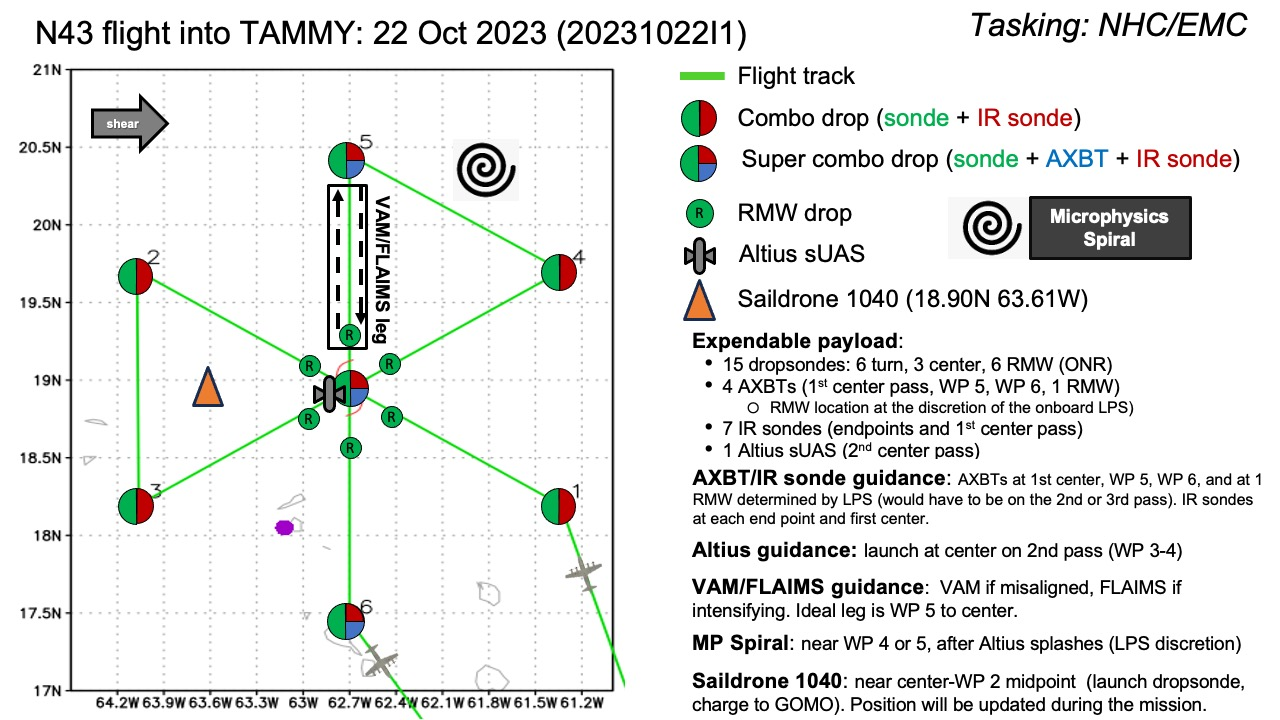 N43 flight into TAMMY: 22 Oct 2023 (20231022I1)
Tasking: NHC/EMC
21N
20.5N
20N
19.5N
19N
18.5N
18N
17.5N
17N
64.2W 63.9W 63.6W 63.3W 63W 62.7W 62.4W 62.1W 61.8W 61.5W 61.2W
shear
5
2
4
3
1
6
VAM/FLAIMS leg
R
R
R
R
R
R
Flight track
Combo drop (sonde + IR sonde)
Super combo drop (sonde + AXBT + IR sonde)
R
RMW drop
Microphysics
Spiral
Altius sUAS
Saildrone 1040 (18.90N 63.61W)
Expendable payload:
• 15 dropsondes: 6 turn, 3 center, 6 RMW (ONR)
• 4 AXBTs (1st center pass, WP 5, WP 6, 1 RMW)
O RMW location at the discretion of the onboard LPS)
• 7 IR sondes (endpoints and 1st center pass)
• 1 Altius sUAS (2nd center pass)
AXBT/IR sonde guidance: AXBTs at 1st center, WP 5, WP 6, and at 1
RMW determined by LPS (would have to be on the 2nd or 3rd pass). IR sondes
at each end point and first center.
Altius guidance: launch at center on 2nd pass (WP 3-4)
VAM/FLAIMS guidance: VAM if misaligned, FLAIMS if
intensifying. Ideal leg is WP 5 to center.
MP Spiral: near WP 4 or 5, after Altius splashes (LPS discretion)
Saildrone 1040: near center-WP 2 midpoint (launch dropsonde,
charge to GOMO). Position will be updated during the mission.